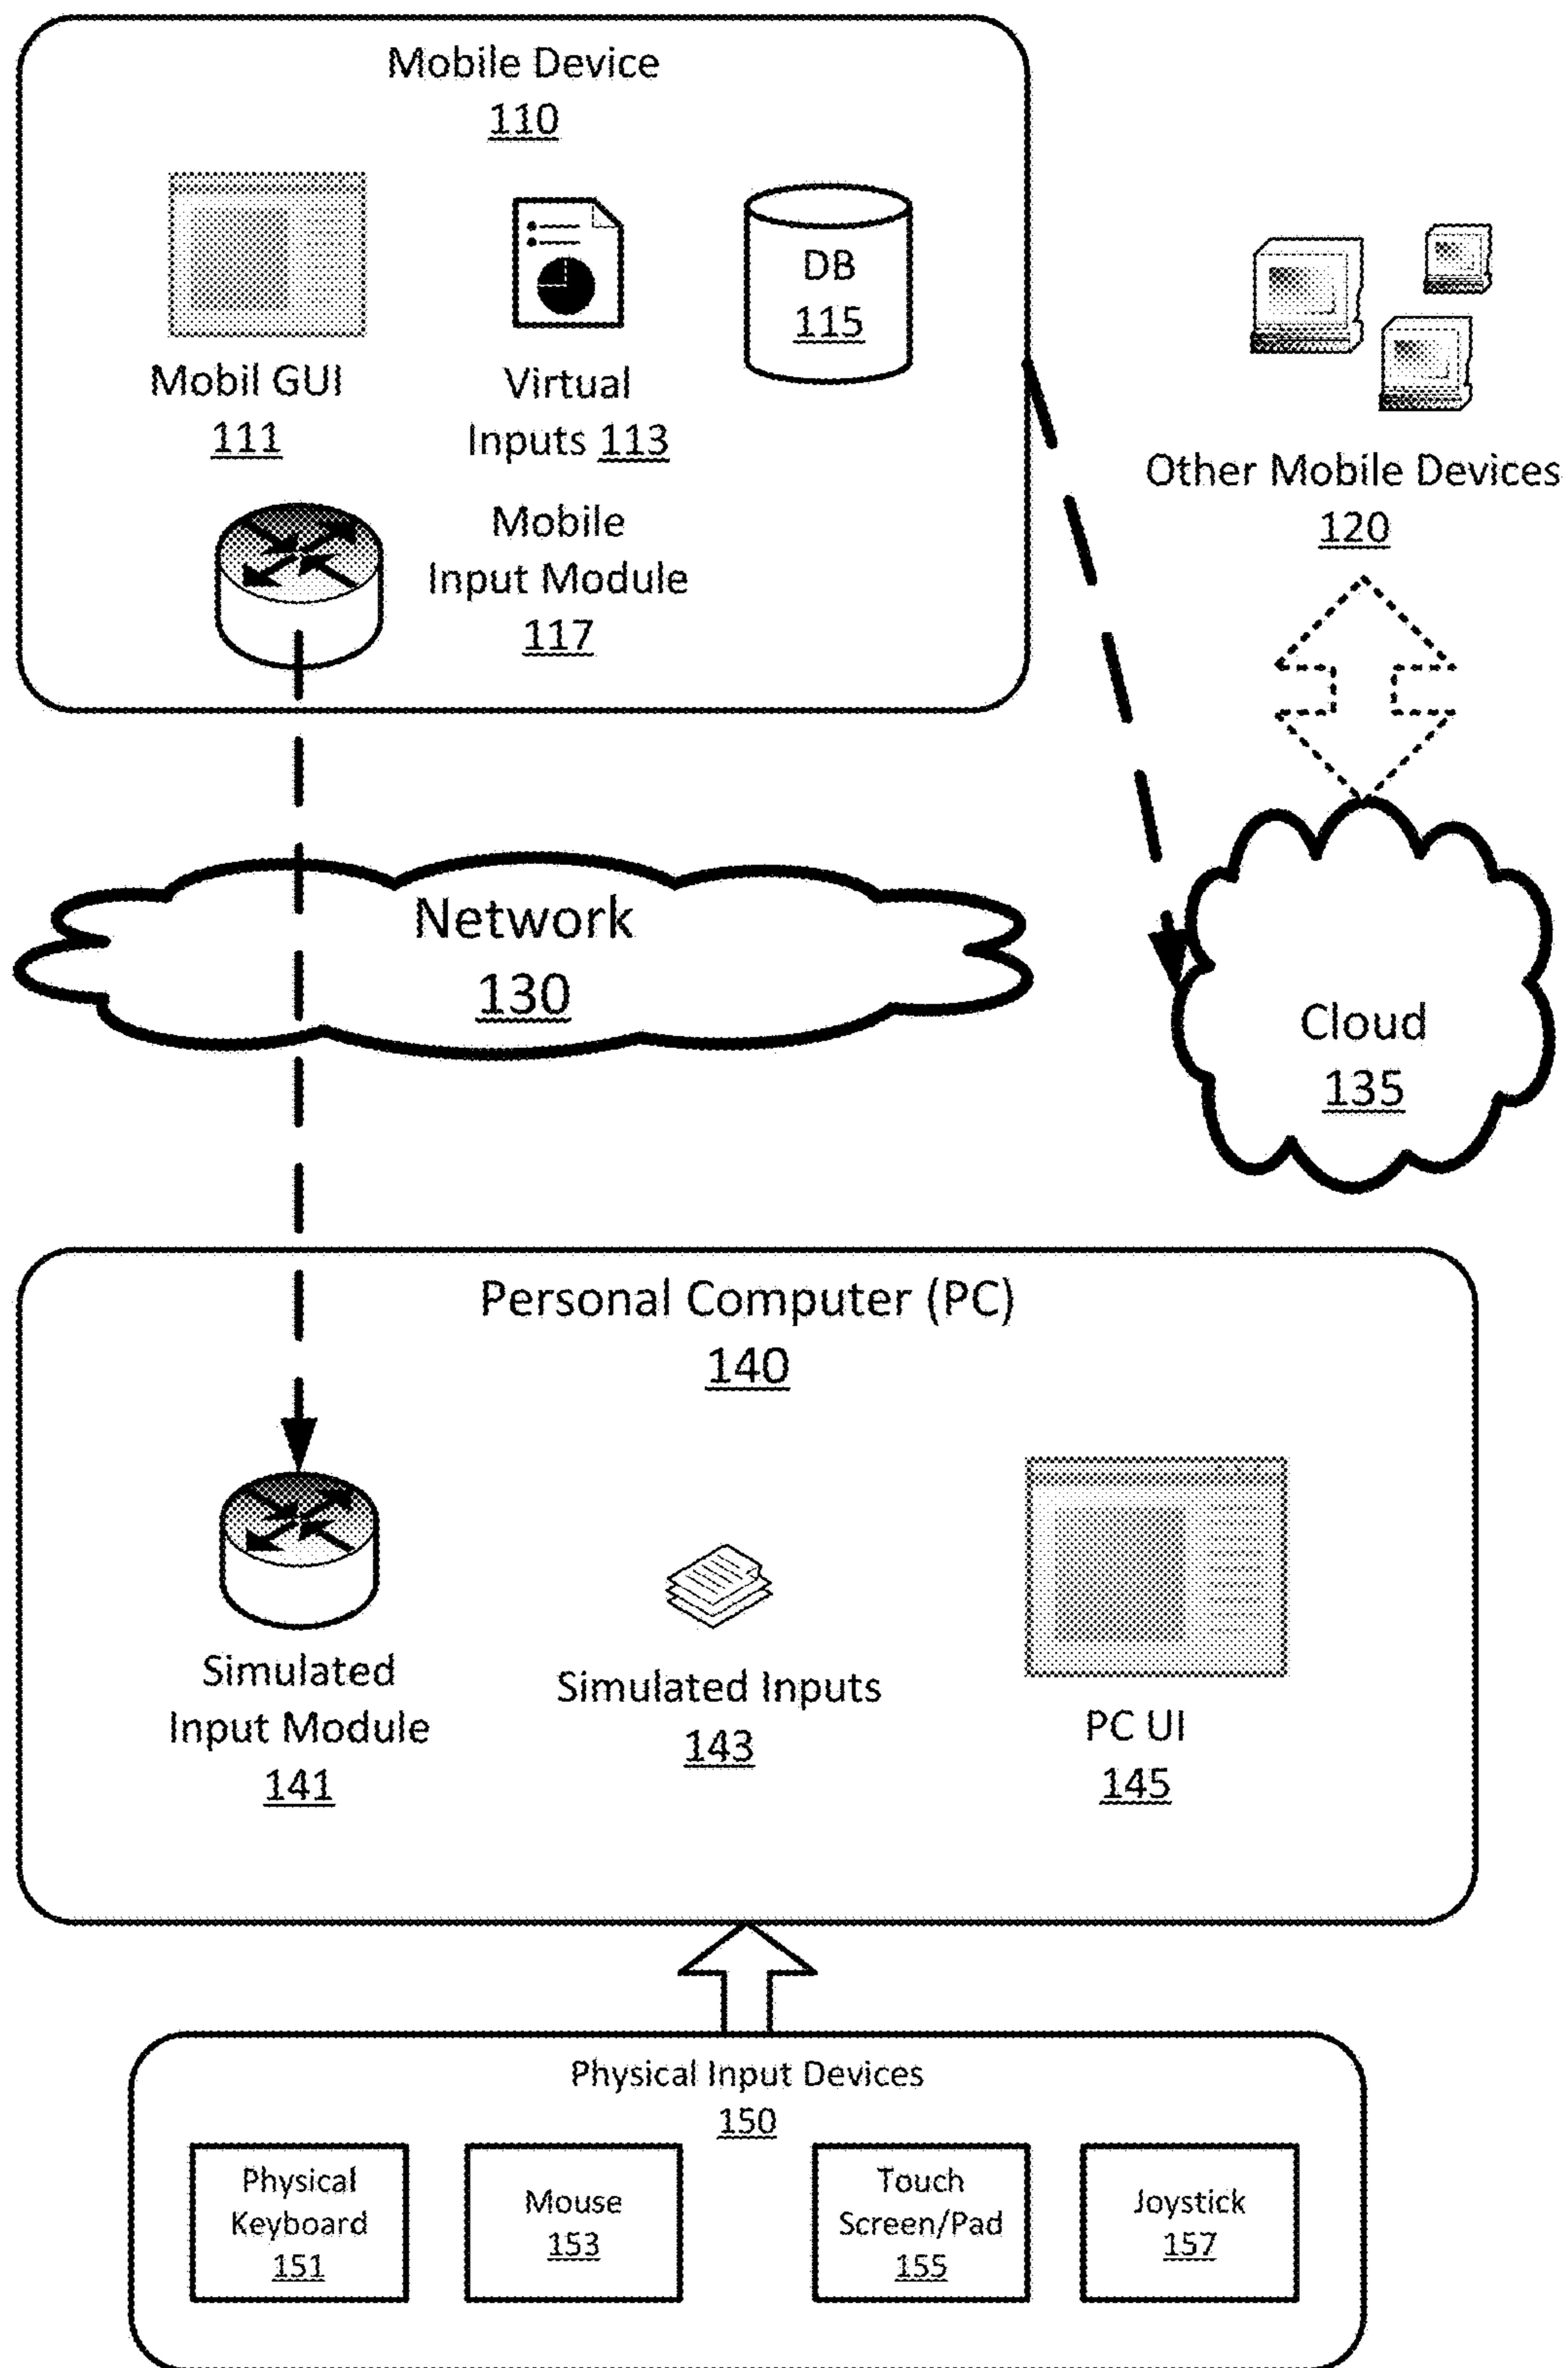 Mobile Device
110
Mobil GUI
111
Virtual
Inputs 113
DB
115
Mobile
Input Module
117
Other Mobile Devices
120
Network
130
Cloud
135
Personal Computer (PC)
140
Simulated
Input Module
141
Simulated Inputs
143
PC UI
145
Physical Input Devices
150
Physical
Keyboard
151
Mouse
153
Touch
Screen/Pad
155
Joystick
157